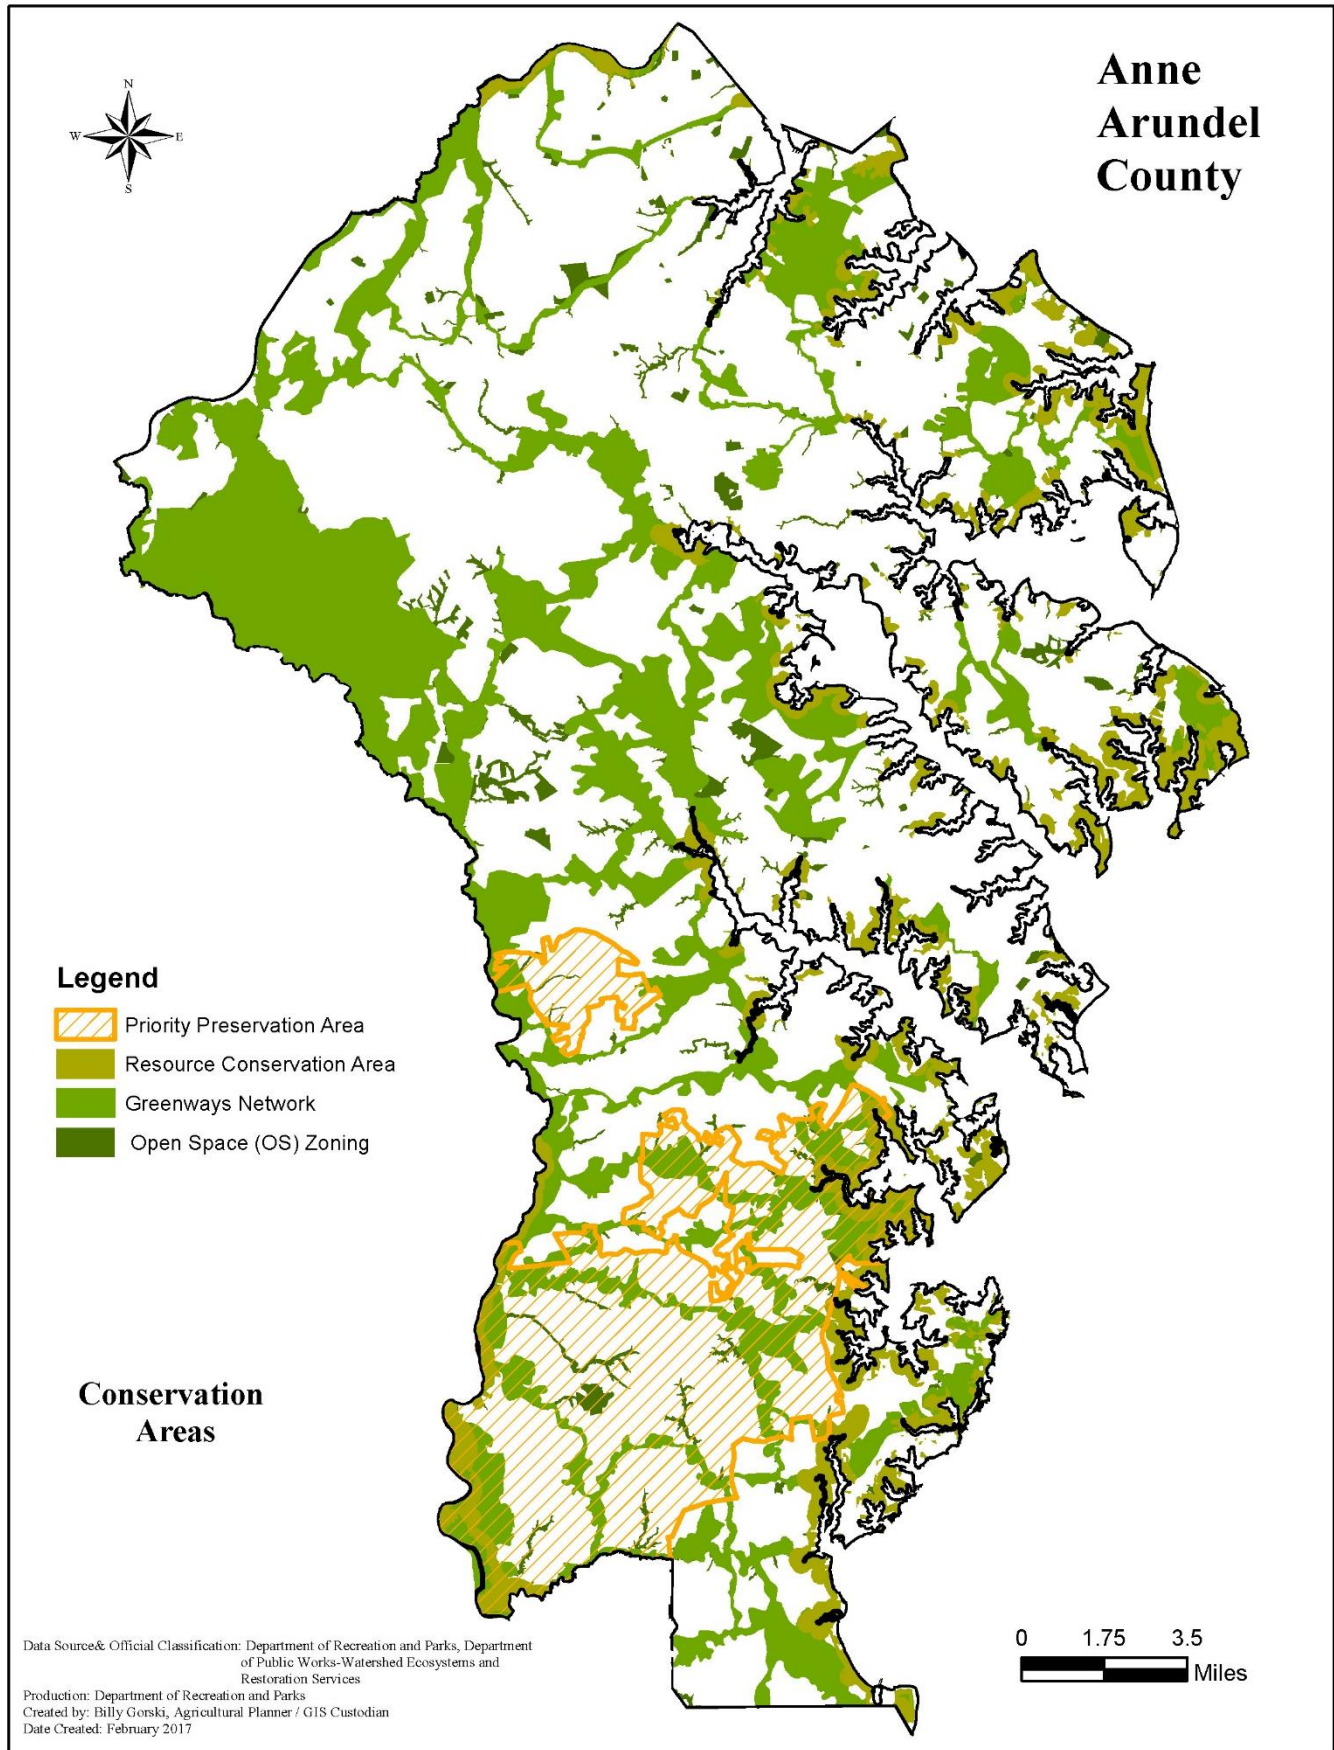 Anne
Arundel
County
N
W
E
S
Legend
Priority Preservation Area
Resource Conservation Area
Greenways Network
Open Space (OS) Zoning
Conservation
Areas
Data Source& Official Classification: Department of Recreation and Parks, Department
of Public Works-Watershed Ecosystems and
Restoration Services
Production: Department of Recreation and Parks
Created by: Billy Gorski, Agricultural Planner / GIS Custodian
Date Created: February 2017
0 1.75 3.5
Miles